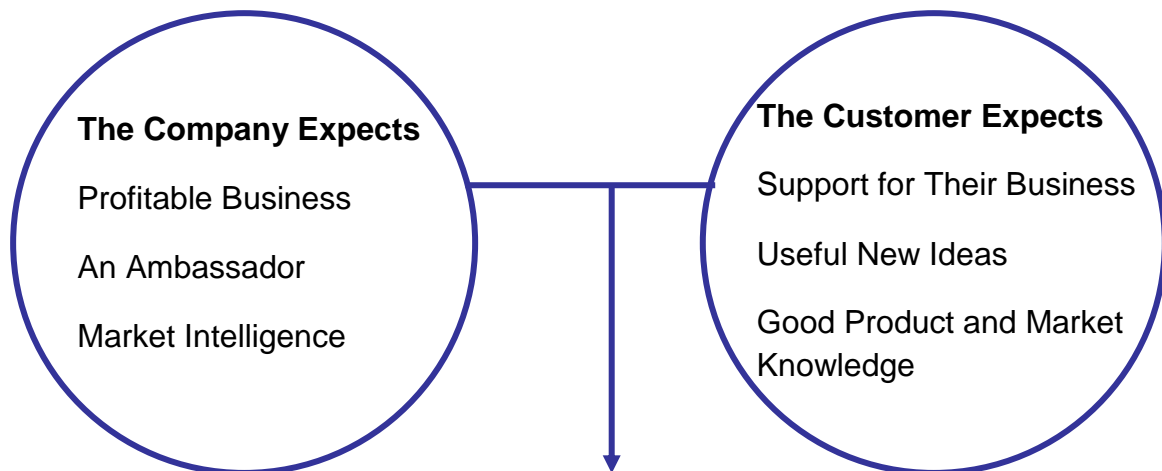 The Company Expects
Profitable Business
An Ambassador
Market Intelligence
The Customer Expects
Support for Their Business
Useful New Ideas
Good Product and Market
Knowledge